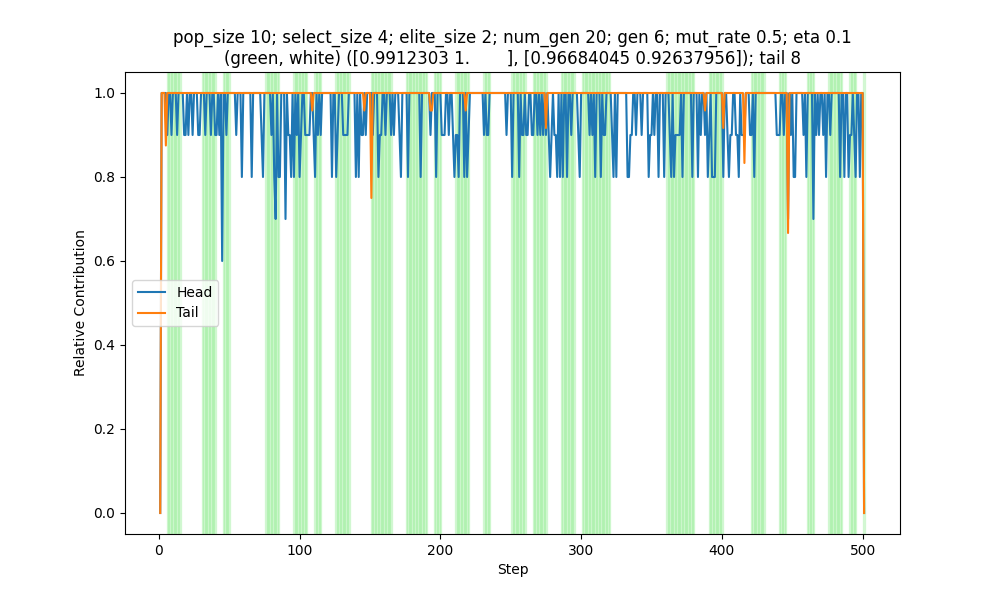 pop_size 10; select_size 4; elite_size 2; num_gen 20; gen 6; mut_rate 0.5; eta 0.1
(green, white) ([0.9912303 1.        ], [0.96684045 0.92637956]); tail 8
1.0
0.8
0.6
0.4
0.2
0.0
Relative Contribution
Head
Tail
0
100
200
300
400
500
Step